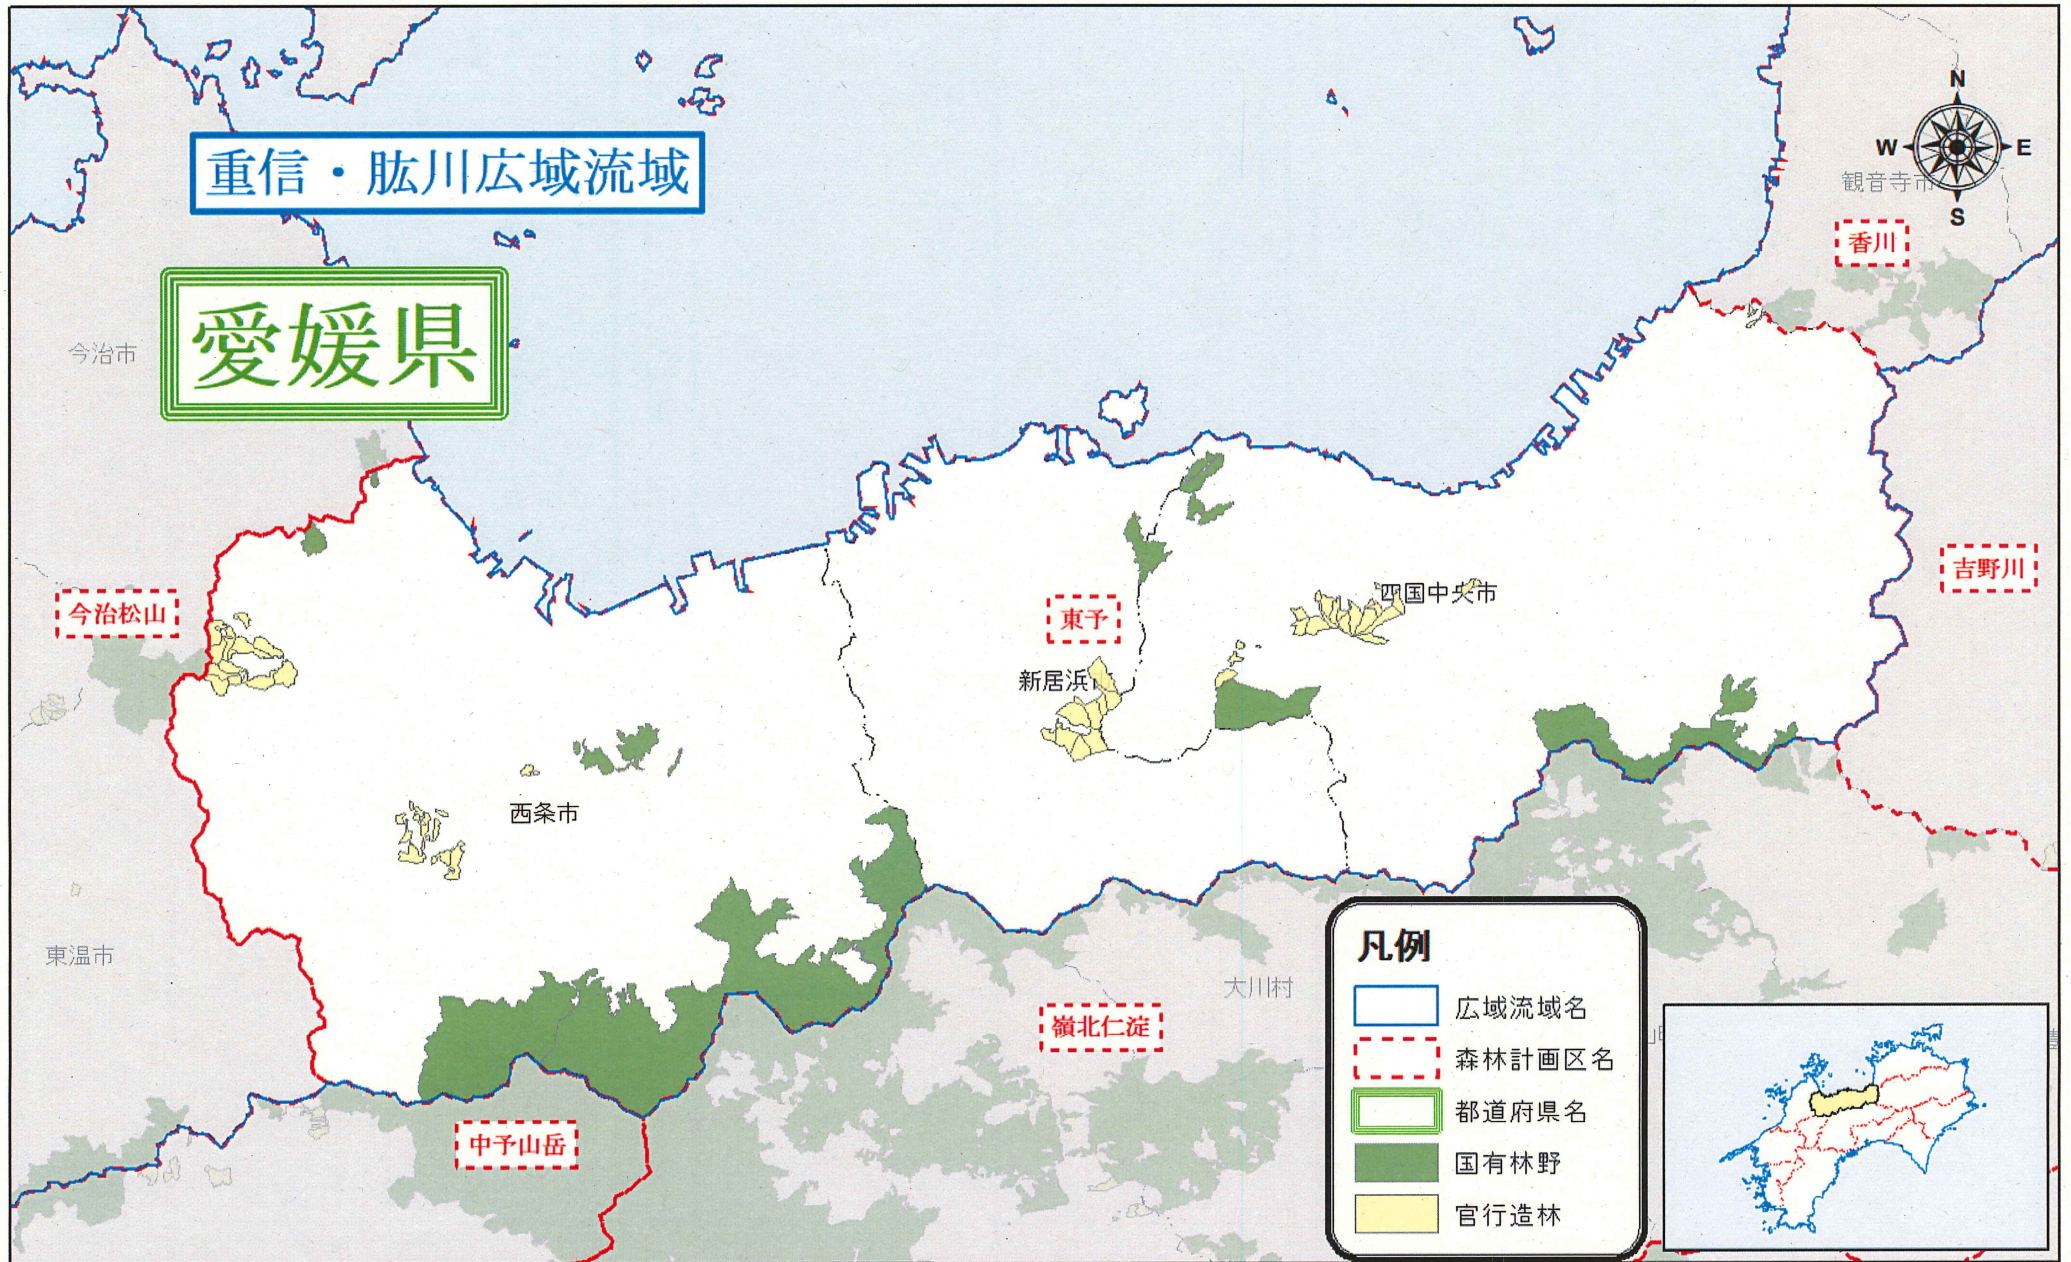 N
W
E
S
観音寺市
重信・肱川広域流域
香川
愛媛県
今治市
吉野川
四国中央市
今治松山
東予
新居浜
西条市
東温市
大川村
嶺北仁淀
中予山岳
凡例
広域流域名
森林計画区名
都道府県名
国有林野
官行造林